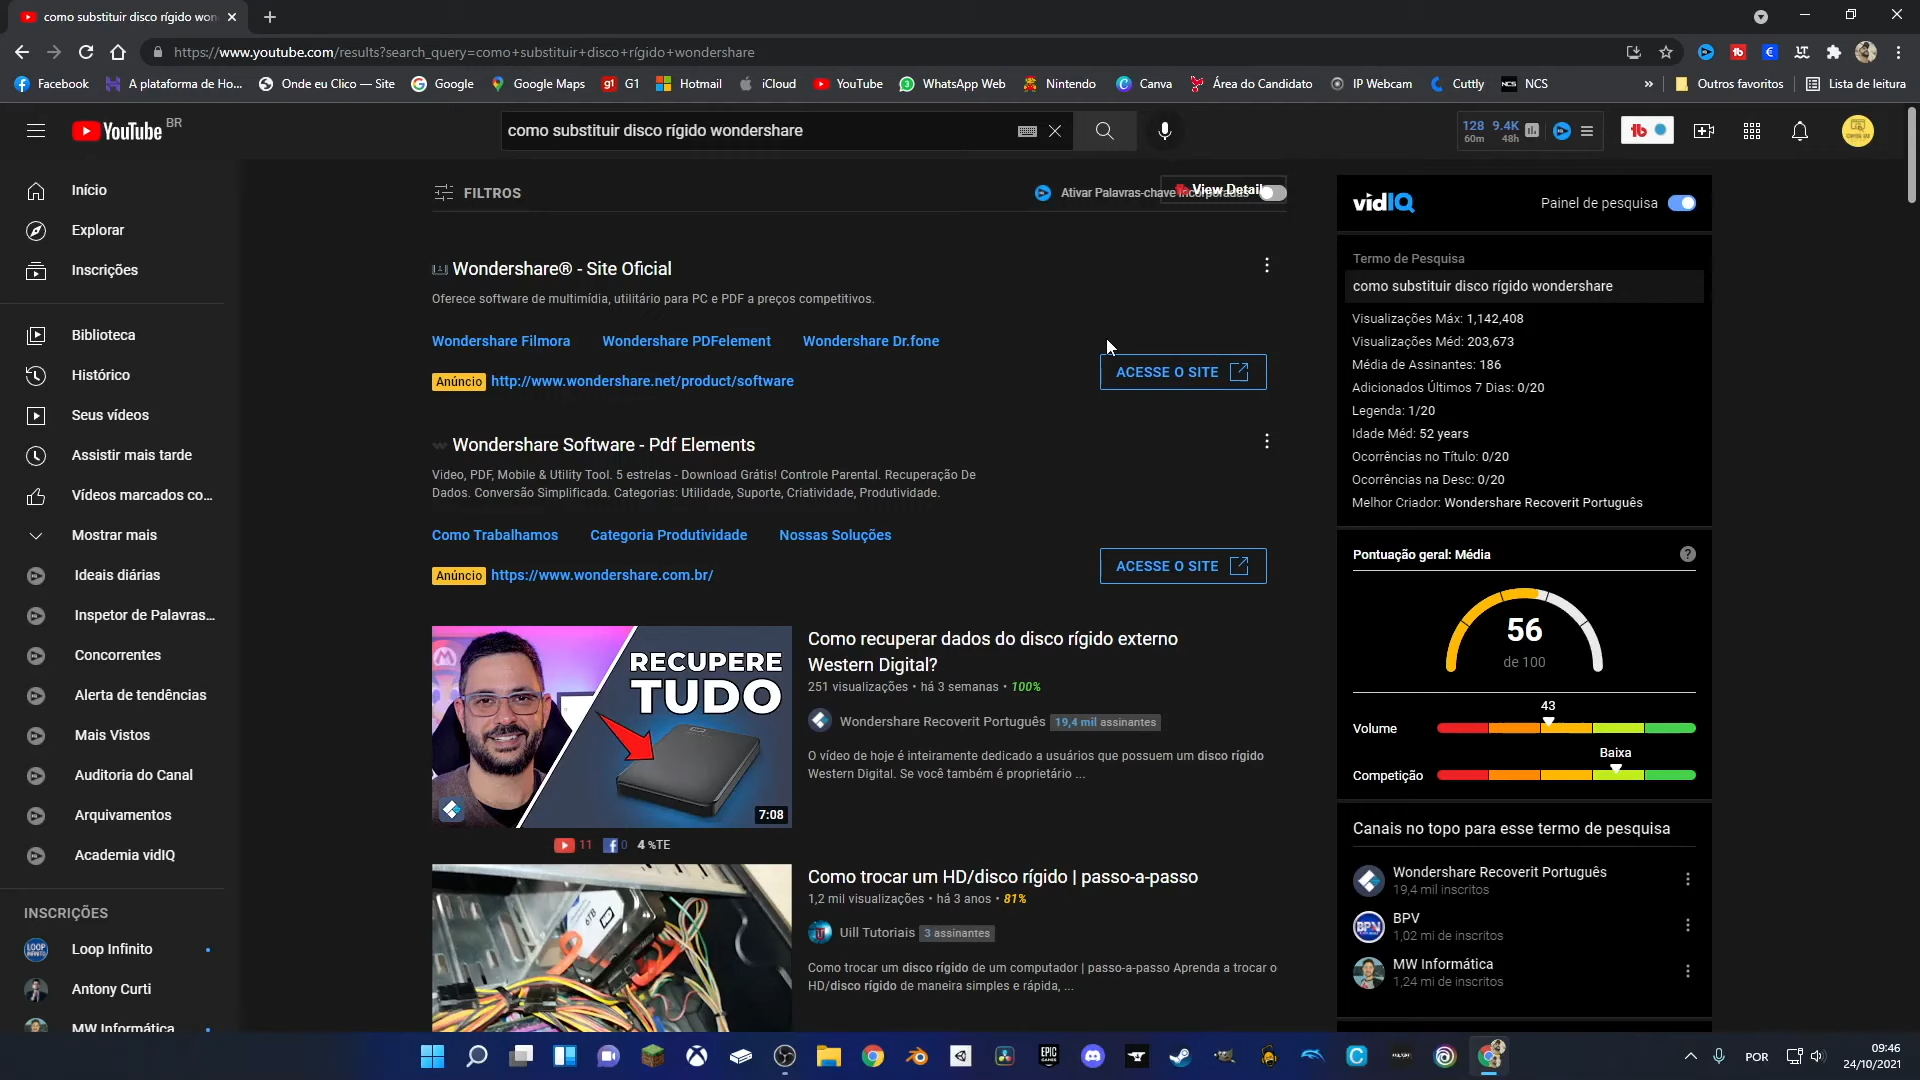 como substituir disco rígido won
https://www.youtube.com/results?search_query=como+substituir+disco+rígido+wondershare
Facebook
A plataforma de Ho...
Onde eu Clico — Site
Google
Google Maps
G1
Hotmail
iCloud
YouTube
WhatsApp Web
Nintendo
Canva
Área do Candidato
IP Webcam
Cuttly
NCS
Outros favoritos
Lista de leitura
YouTube BR
como substituir disco rígido wondershare
128 9.4K
60m 48h
Início
Explorar
Inscrições
Biblioteca
Histórico
Seus vídeos
Assistir mais tarde
Vídeos marcados co...
Mostrar mais
Ideais diárias
Inspetor de Palavras...
Concorrentes
Alerta de tendências
Mais Vistos
Auditoria do Canal
Arquivamentos
Academia vidIQ
INSCRIÇÕES
Loop Infinito
Antony Curti
MW Informática
FILTROS
Ativar Palavras-chave Incorporadas
View Detail
Wondershare® - Site Oficial
Oferece software de multimídia, utilitário para PC e PDF a preços competitivos.
Wondershare Filmora
Wondershare PDFelement
Wondershare Dr.fone
Anúncio http://www.wondershare.net/product/software
ACESSE O SITE
Wondershare Software - Pdf Elements
Video, PDF, Mobile & Utility Tool. 5 estrelas - Download Grátis! Controle Parental. Recuperação De
Dados. Conversão Simplificada. Categorias: Utilidade, Suporte, Criatividade, Produtividade.
Como Trabalhamos
Categoria Produtividade
Nossas Soluções
Anúncio https://www.wondershare.com.br/
ACESSE O SITE
RECUPERE
TUDO
7:08
11 0 4 %TE
Como recuperar dados do disco rígido externo
Western Digital?
251 visualizações • há 3 semanas • 100%
Wondershare Recoverit Português 19,4 mil assinantes
O vídeo de hoje é inteiramente dedicado a usuários que possuem um disco rígido
Western Digital. Se você também é proprietário ...
6TB
Como trocar um HD/disco rígido | passo-a-passo
1,2 mil visualizações • há 3 anos • 81%
Uill Tutoriais 3 assinantes
Como trocar um disco rígido de um computador | passo-a-passo Aprenda a trocar o
HD/disco rígido de maneira simples e rápida, ...
vidIQ
Painel de pesquisa
Termo de Pesquisa
como substituir disco rígido wondershare
Visualizações Máx: 1,142,408
Visualizações Méd: 203,673
Média de Assinantes: 186
Adicionados Últimos 7 Dias: 0/20
Legenda: 1/20
Idade Méd: 52 years
Ocorrências no Título: 0/20
Ocorrências na Desc: 0/20
Melhor Criador: Wondershare Recoverit Português
Pontuação geral: Média
56
de 100
43
Volume
Baixa
Competição
Canais no topo para esse termo de pesquisa
Wondershare Recoverit Português
19,4 mil inscritos
BPV
1,02 mi de inscritos
MW Informática
1,24 mi de inscritos
POR
09:46
24/10/2021